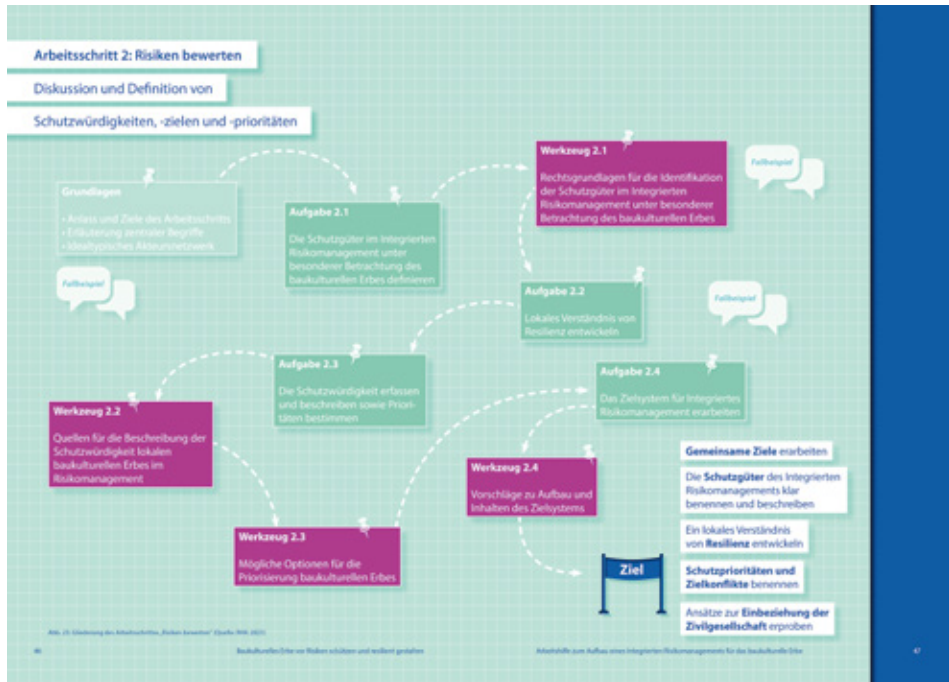 Arbeitsschritt 2: Risiken bewerten
Diskussion und Definition von
Schutzwürdigkeiten, -zielen und -prioritäten
Grundlagen
• Anlass und Ziele des Arbeitsschritts
• Erläuterung zentraler Begriffe
• Idealtypisches Akteursnetzwerk
Fallbeispiel
Aufgabe 2.1
Die Schutzgüter im Integrierten
Risikomanagement unter
besonderer Betrachtung des
baukulturellen Erbes definieren
Werkzeug 2.1
Rechtsgrundlagen für die Identifikation
der Schutzgüter im Integrierten
Risikomanagement unter besonderer
Betrachtung des baukulturellen Erbes
Fallbeispiel
Aufgabe 2.2
Lokales Verständnis von
Resilienz entwickeln
Fallbeispiel
Aufgabe 2.3
Die Schutzwürdigkeit erfassen
und beschreiben sowie Priori-
täten bestimmen
Werkzeug 2.2
Quellen für die Beschreibung der
Schutzwürdigkeit lokalen
baukulturellen Erbes im
Risikomanagement
Werkzeug 2.3
Mögliche Optionen für die
Priorisierung baukulturellen Erbes
Aufgabe 2.4
Das Zielsystem für Integriertes
Risikomanagement erarbeiten
Werkzeug 2.4
Vorschläge zu Aufbau und
Inhalten des Zielsystems
Ziel
Gemeinsame Ziele erarbeiten
Die Schutzgüter des Integrierten
Risikomanagements klar
benennen und beschreiben
Ein lokales Verständnis
von Resilienz entwickeln
Schutzprioritäten und
Zielkonflikte benennen
Ansätze zur Einbeziehung der
Zivilgesellschaft erproben
Gliederung des Arbeitsschrittes „Risiken bewerten“
46
Baukulturelles Erbe vor Risiken schützen und resilient gestalten
Arbeitshilfe zum Aufbau eines Integrierten Risikomanagements für das baukulturelle Erbe
47